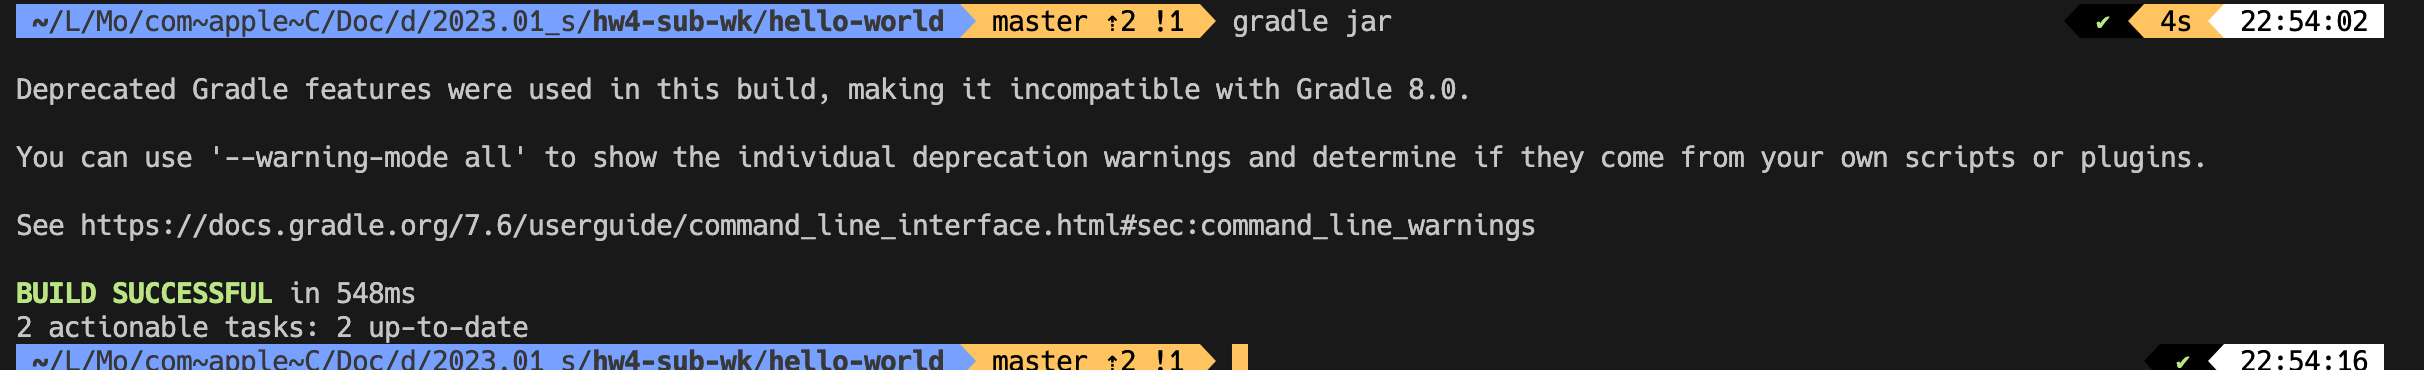 ~/L/Mo/com~apple~C/Doc/d/2023.01_s/hw4-sub-wk/hello-world master ⇡2 !1 gradle jar ✔ 4s 22:54:02
Deprecated Gradle features were used in this build, making it incompatible with Gradle 8.0.
You can use '--warning-mode all' to show the individual deprecation warnings and determine if they come from your own scripts or plugins.
See https://docs.gradle.org/7.6/userguide/command_line_interface.html#sec:command_line_warnings
BUILD SUCCESSFUL in 548ms
2 actionable tasks: 2 up-to-date
~/L/Mo/com~apple~C/Doc/d/2023.01_s/hw4-sub-wk/hello-world master ⇡2 !1 ✔ 22:54:16